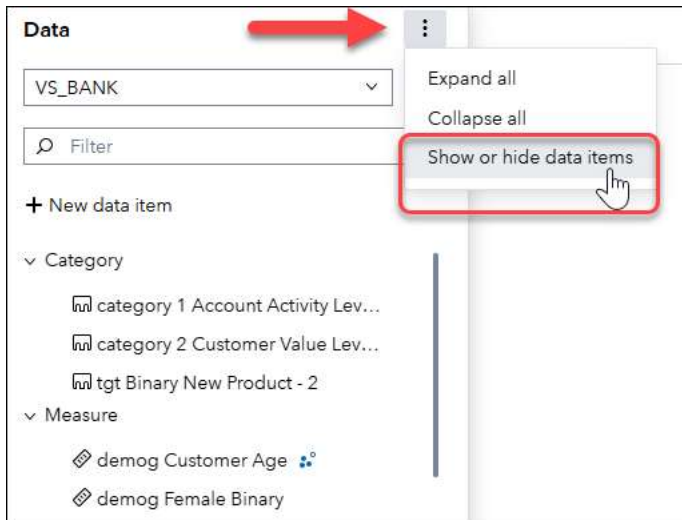 Data
VS_BANK
Filter
New data item
Category
category 1 Account Activity Lev...
category 2 Customer Value Lev...
tgt Binary New Product - 2
Measure
demog Customer Age
demog Female Binary
Expand all
Collapse all
Show or hide data items